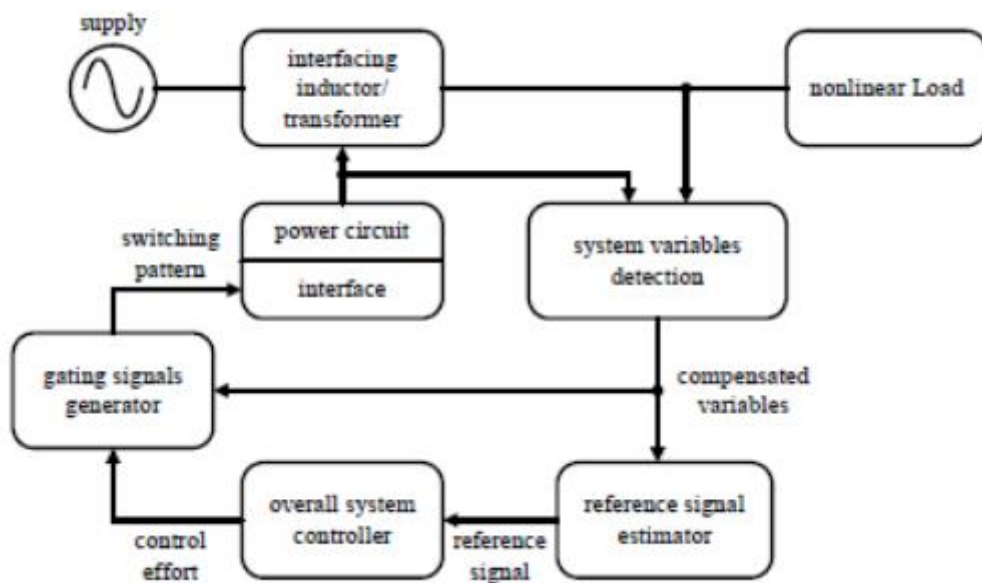 supply
interfacing
inductor/
transformer
nonlinear Load
power circuit
interface
switching
pattern
system variables
detection
gating signals
generator
compensated
variables
overall system
controller
reference signal
estimator
control
effort
reference
signal